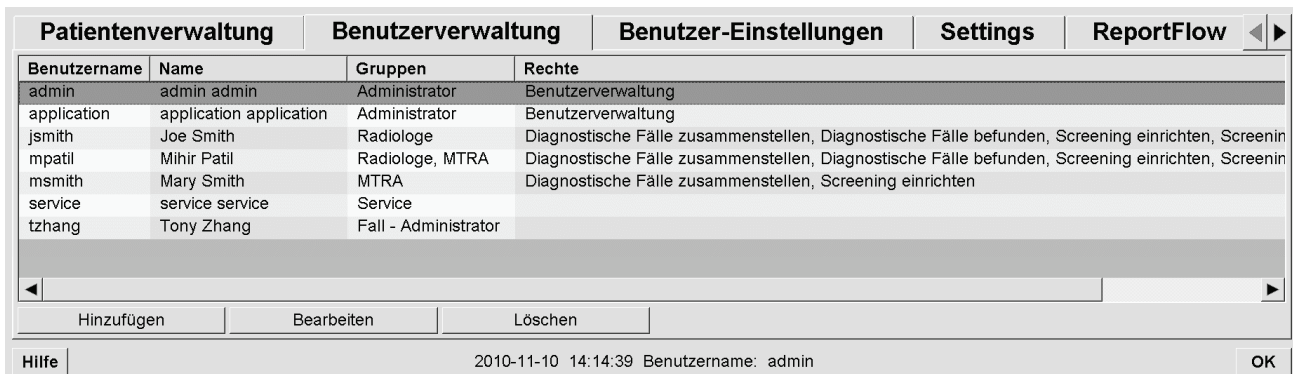 Patientenverwaltung Benutzerverwaltung Benutzer-Einstellungen Settings ReportFlow
Benutzername Name Gruppen Rechte
admin admin admin Administrator Benutzerverwaltung
application application application Administrator Benutzerverwaltung
jsmith Joe Smith Radiologe Diagnostische Fälle zusammenstellen, Diagnostische Fälle befunden, Screening einrichten, Screenin
mpatil Mihir Patil Radiologe, MTRA Diagnostische Fälle zusammenstellen, Diagnostische Fälle befunden, Screening einrichten, Screenin
msmith Mary Smith MTRA Diagnostische Fälle zusammenstellen, Screening einrichten
service service service Service
tzhang Tony Zhang Fall - Administrator
Hinzufügen Bearbeiten Löschen
Hilfe 2010-11-10 14:14:39 Benutzername: admin OK